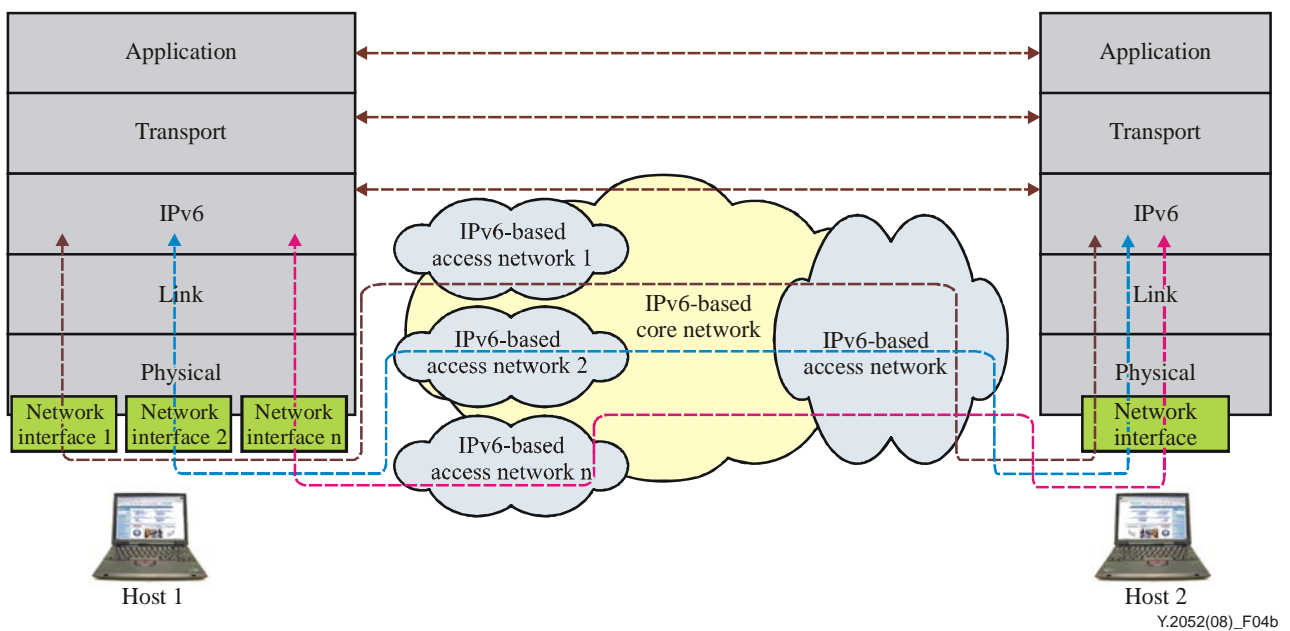 Application
Transport
IPv6
Link
Physical
Network
interface 1
Network
interface 2
Network
interface n
Host 1
IPv6-based
access network 1
IPv6-based
core network
IPv6-based
access network 2
IPv6-based
access network n
IPv6-based
access network
Application
Transport
IPv6
Link
Physical
Network
interface
Host 2
Y.2052(08)_F04b